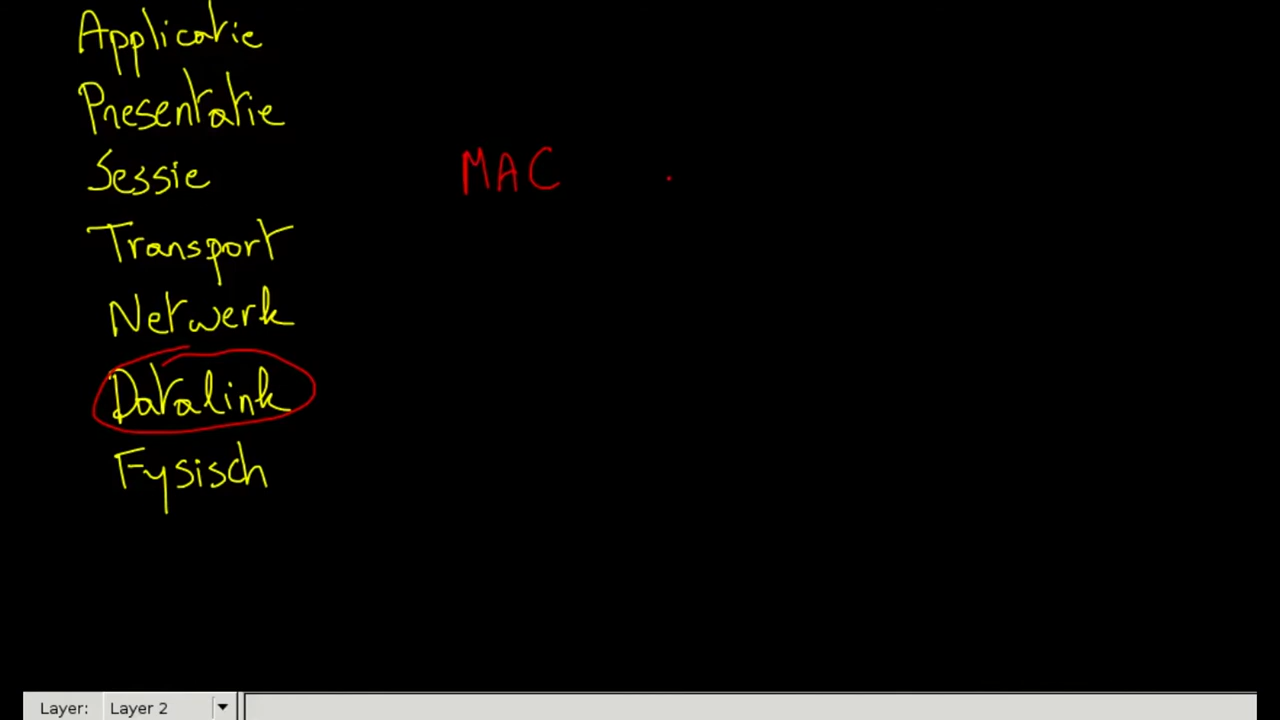 Applicatie
Presentatie
Sessie
MAC
Transport
Netwerk
Datalink
Fysisch
Layer: Layer 2